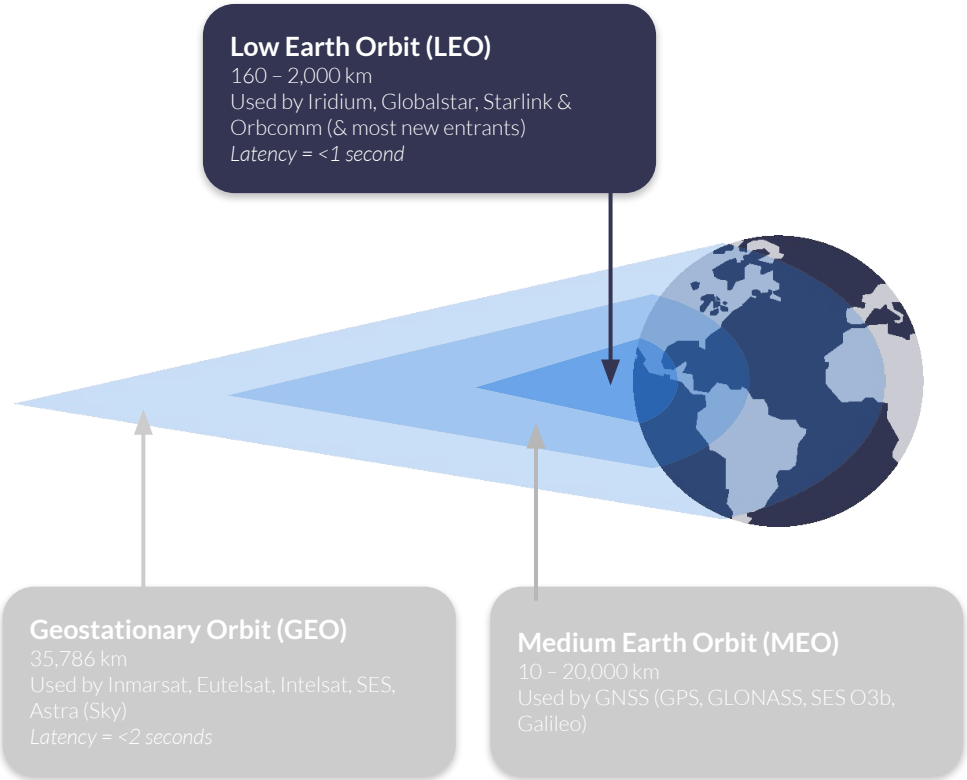 Low Earth Orbit (LEO)
160 – 2,000 km
Used by Iridium, Globalstar, Starlink &
Orbcomm (& most new entrants)
Latency = <1 second
Geostationary Orbit (GEO)
35,786 km
Used by Inmarsat, Eutelsat, Intelsat, SES,
Astra (Sky)
Latency = <2 seconds
Medium Earth Orbit (MEO)
10 – 20,000 km
Used by GNSS (GPS, GLONASS, SES O3b,
Galileo)